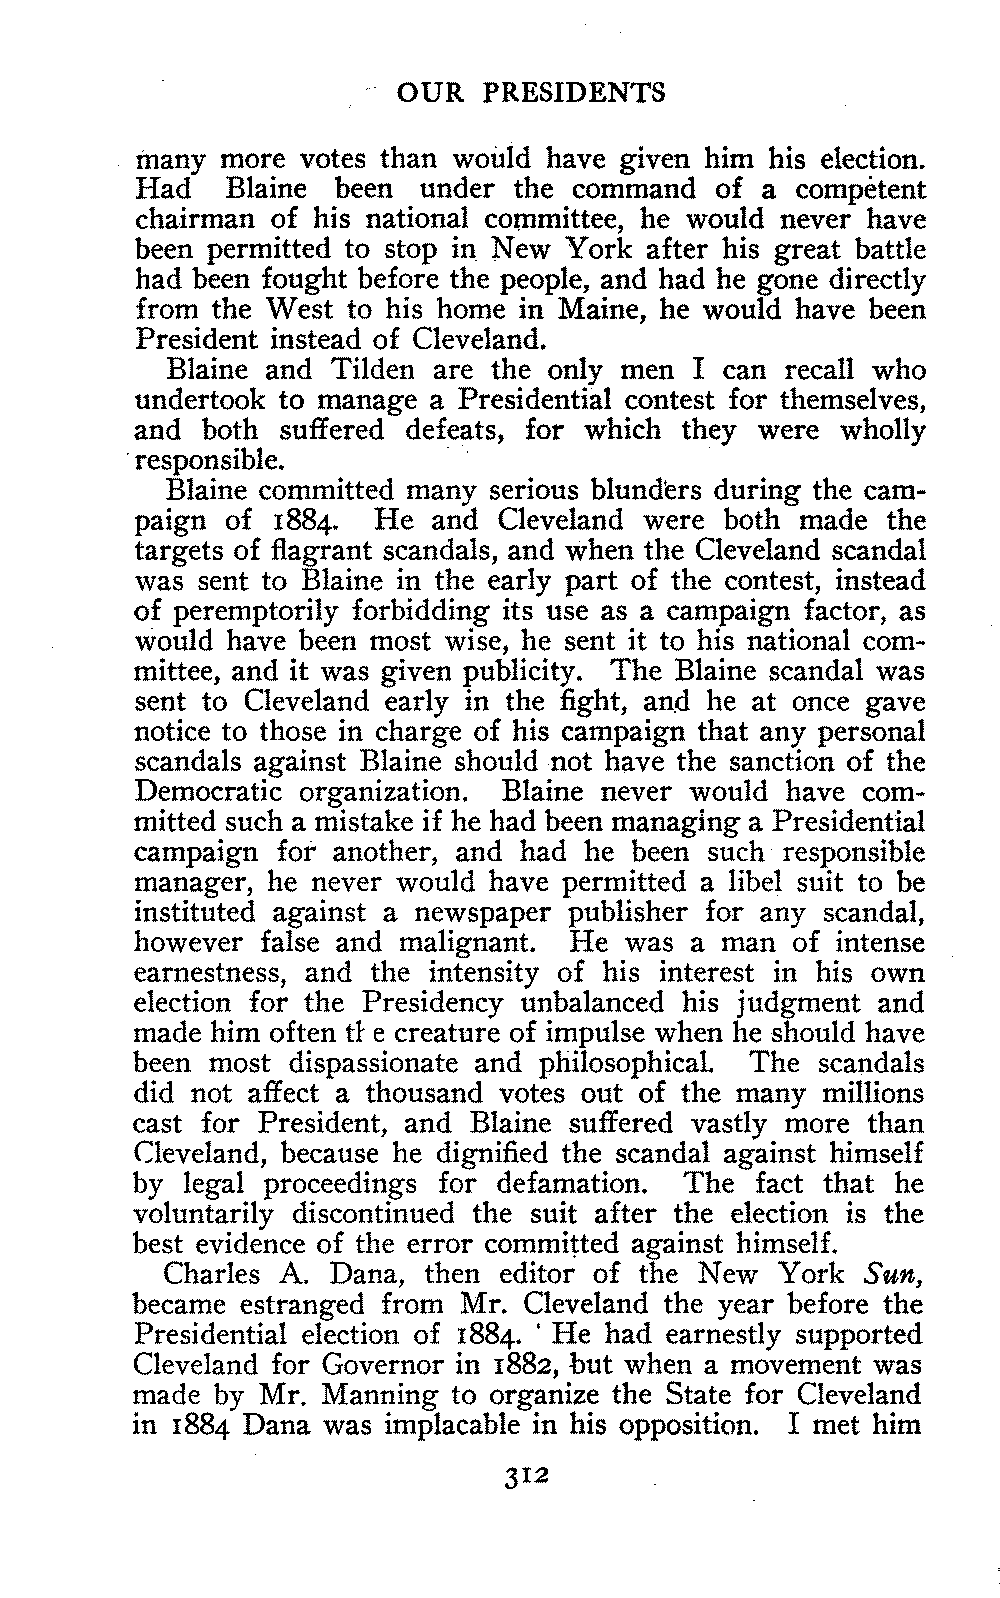 OUR PRESIDENTS
many more votes than would have given him his election.
Had Blaine been under the command of a competent
chairman of his national committee, he would never have
been permitted to stop in New York after his great battle
had been fought before the people, and had he gone directly
from the West to his home in Maine, he would have been
President instead of Cleveland.
Blaine and Tilden are the only men I can recall who
undertook to manage a Presidential contest for themselves,
and both suffered defeats, for which they were wholly
responsible.
Blaine committed many serious blunders during the cam-
paign of 1884. He and Cleveland were both made the
targets of flagrant scandals, and when the Cleveland scandal
was sent to Blaine in the early part of the contest, instead
of peremptorily forbidding its use as a campaign factor, as
would have been most wise, he sent it to his national com-
mittee, and it was given publicity. The Blaine scandal was
sent to Cleveland early in the fight, and he at once gave
notice to those in charge of his campaign that any personal
scandals against Blaine should not have the sanction of the
Democratic organization. Blaine never would have com-
mitted such a mistake if he had been managing a Presidential
campaign for another, and had he been such responsible
manager, he never would have permitted a libel suit to be
instituted against a newspaper publisher for any scandal,
however false and malignant. He was a man of intense
earnestness, and the intensity of his interest in his own
election for the Presidency unbalanced his judgment and
made him often the creature of impulse when he should have
been most dispassionate and philosophical. The scandals
did not affect a thousand votes out of the many millions
cast for President, and Blaine suffered vastly more than
Cleveland, because he dignified the scandal against himself
by legal proceedings for defamation. The fact that he
voluntarily discontinued the suit after the election is the
best evidence of the error committed against himself.
Charles A. Dana, then editor of the New York Sun,
became estranged from Mr. Cleveland the year before the
Presidential election of 1884. He had earnestly supported
Cleveland for Governor in 1882, but when a movement was
made by Mr. Manning to organize the State for Cleveland
in 1884 Dana was implacable in his opposition. I met him
312